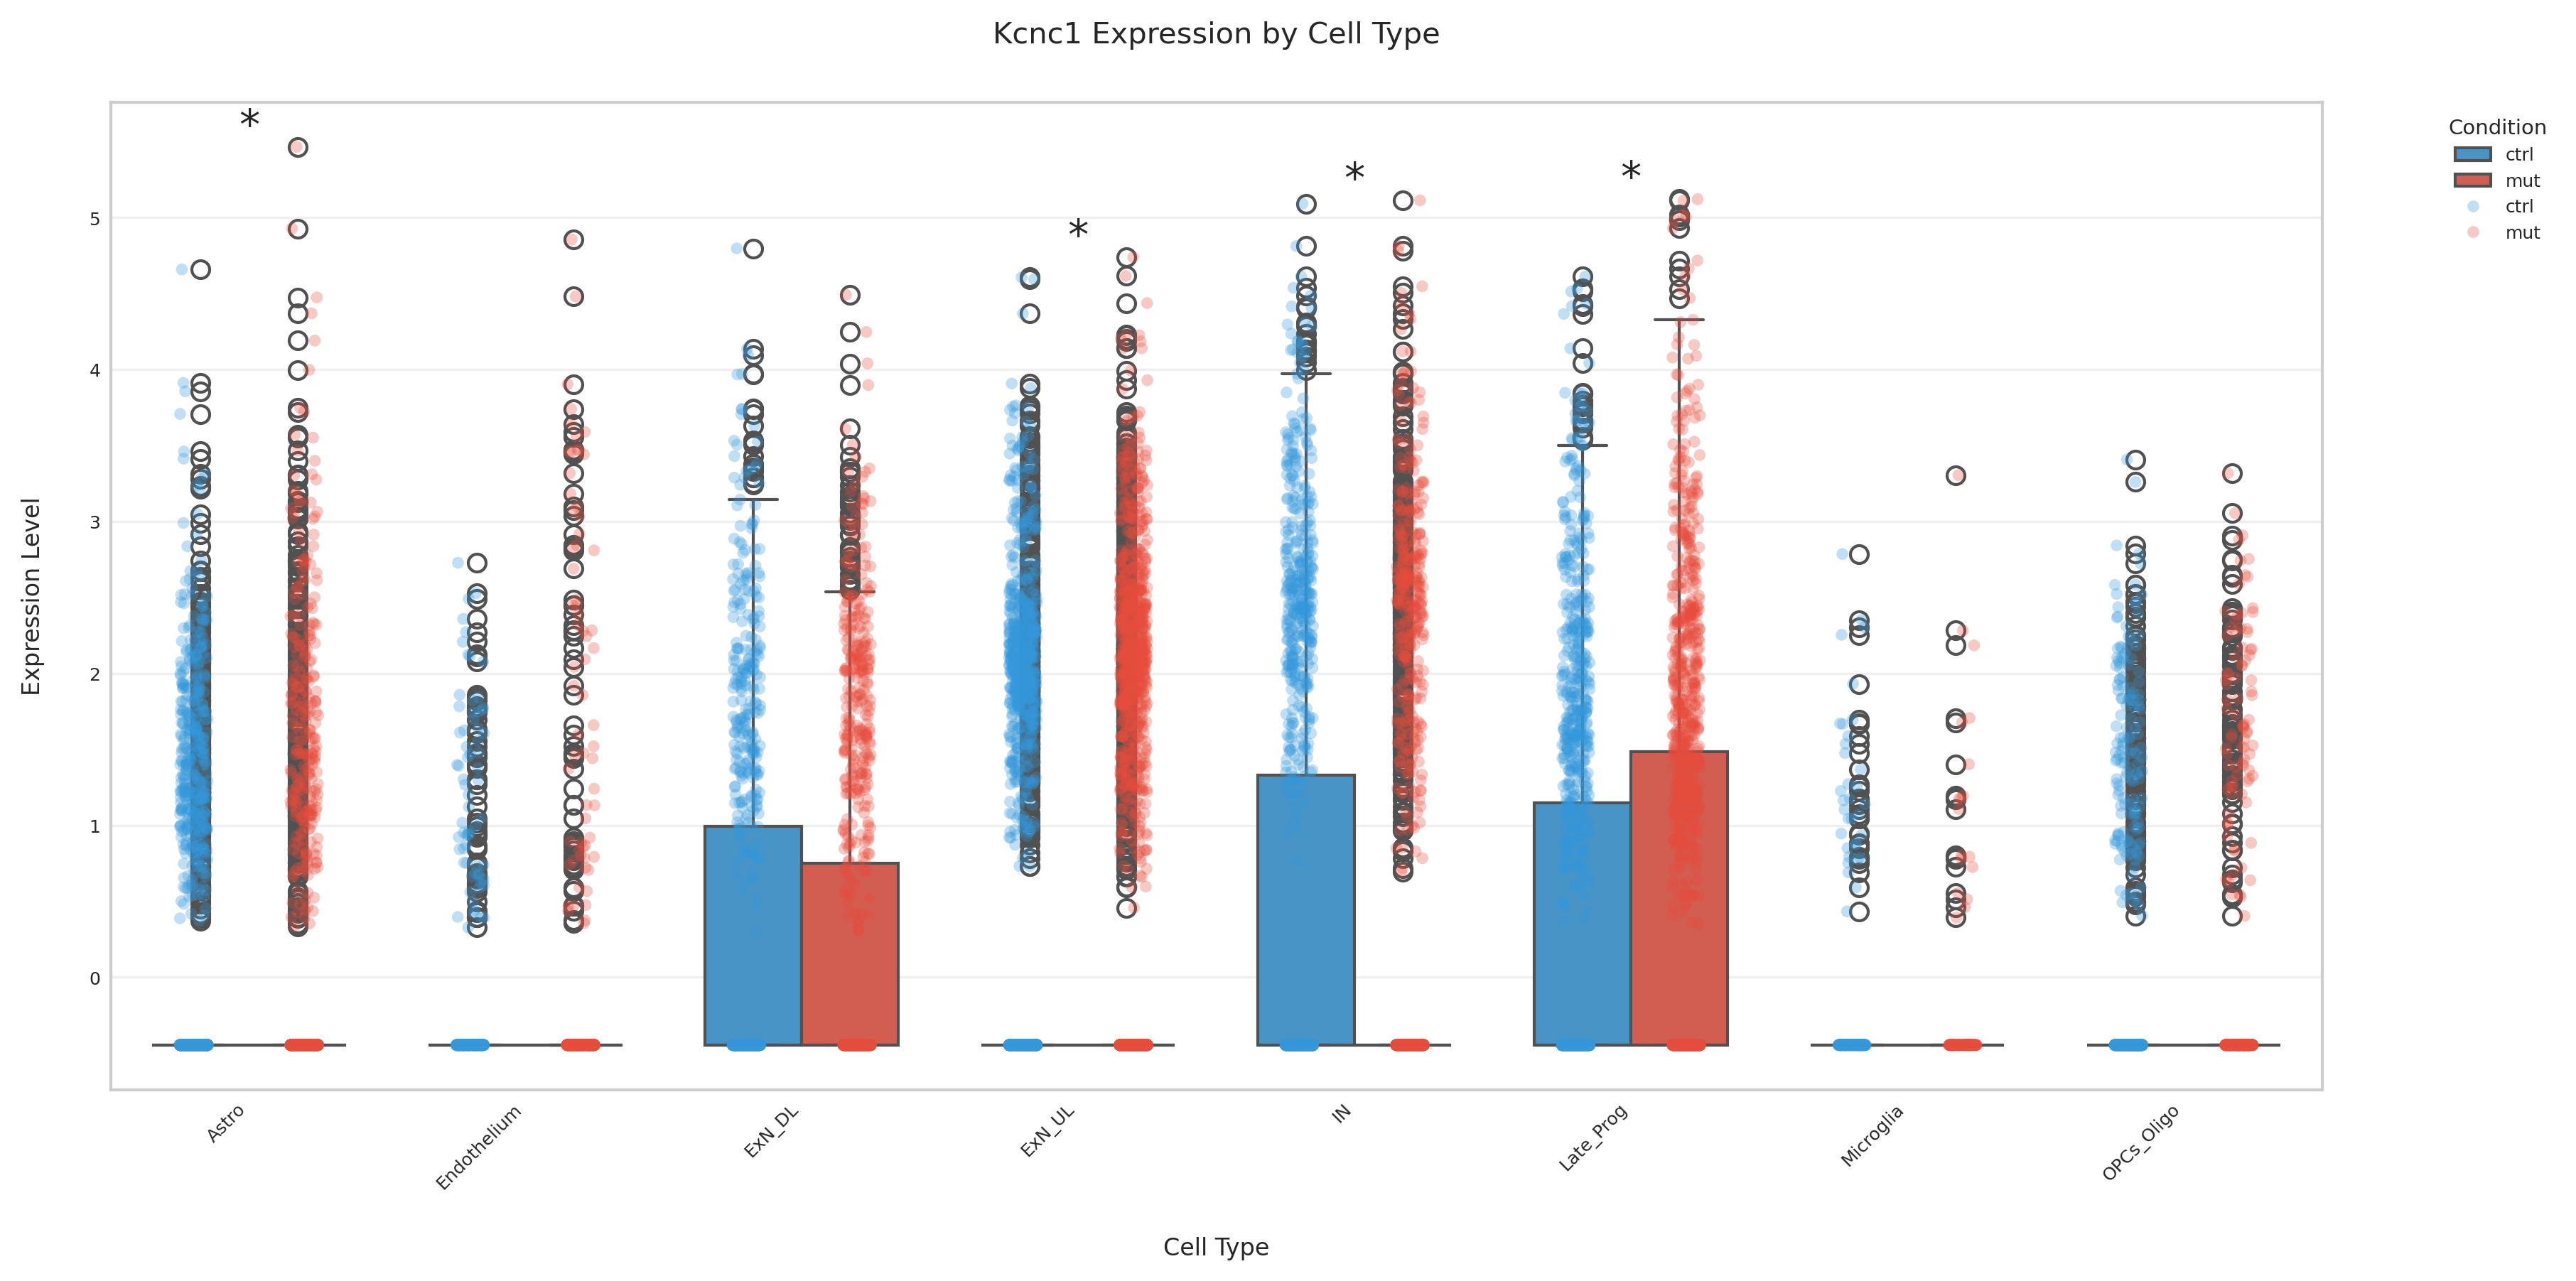 Kcnc1 Expression by Cell Type
*
*
*
*
Condition
ctrl
mut
ctrl
mut
5
4
3
2
1
0
Expression Level
Astro
Endothelium
ExN_DL
ExN_UL
IN
Late_Prog
Microglia
OPCs_Oligo
Cell Type